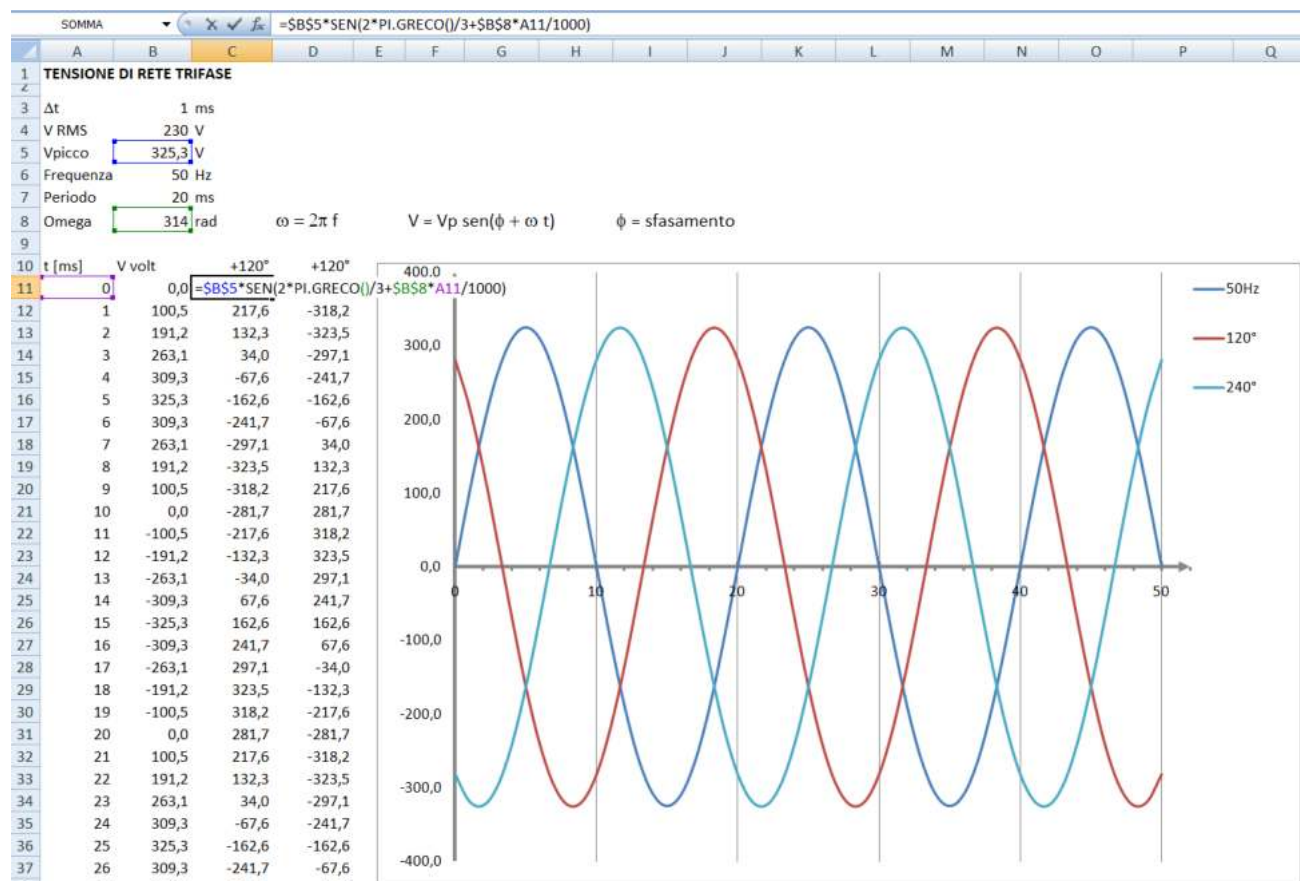 SOMMA fx =$B$5*SEN(2*PI.GRECO()/3+$B$8*A11/1000)
A B C D E F G H I J K L M N O P Q
1 TENSIONE DI RETE TRIFASE
2
3 Δt 1 ms
4 V RMS 230 V
5 Vpicco 325,3 V
6 Frequenza 50 Hz
7 Periodo 20 ms
8 Omega 314 rad ω = 2π f V = Vp sen(ϕ + ω t) ϕ = sfasamento
9
10 t [ms] V volt +120° +120°
11 0 0,0 =$B$5*SEN(2*PI.GRECO()/3+$B$8*A11/1000)
12 1 100,5 217,6 -318,2
13 2 191,2 132,3 -323,5
14 3 263,1 34,0 -297,1
15 4 309,3 -67,6 -241,7
16 5 325,3 -162,6 -162,6
17 6 309,3 -241,7 -67,6
18 7 263,1 -297,1 34,0
19 8 191,2 -323,5 132,3
20 9 100,5 -318,2 217,6
21 10 0,0 -281,7 281,7
22 11 -100,5 -217,6 318,2
23 12 -191,2 -132,3 323,5
24 13 -263,1 -34,0 297,1
25 14 -309,3 67,6 241,7
26 15 -325,3 162,6 162,6
27 16 -309,3 241,7 67,6
28 17 -263,1 297,1 -34,0
29 18 -191,2 323,5 -132,3
30 19 -100,5 318,2 -217,6
31 20 0,0 281,7 -281,7
32 21 100,5 217,6 -318,2
33 22 191,2 132,3 -323,5
34 23 263,1 34,0 -297,1
35 24 309,3 -67,6 -241,7
36 25 325,3 -162,6 -162,6
37 26 309,3 -241,7 -67,6
400,0
300,0
200,0
100,0
0,0
-100,0
-200,0
-300,0
-400,0
0 10 20 30 40 50
50Hz
120°
240°